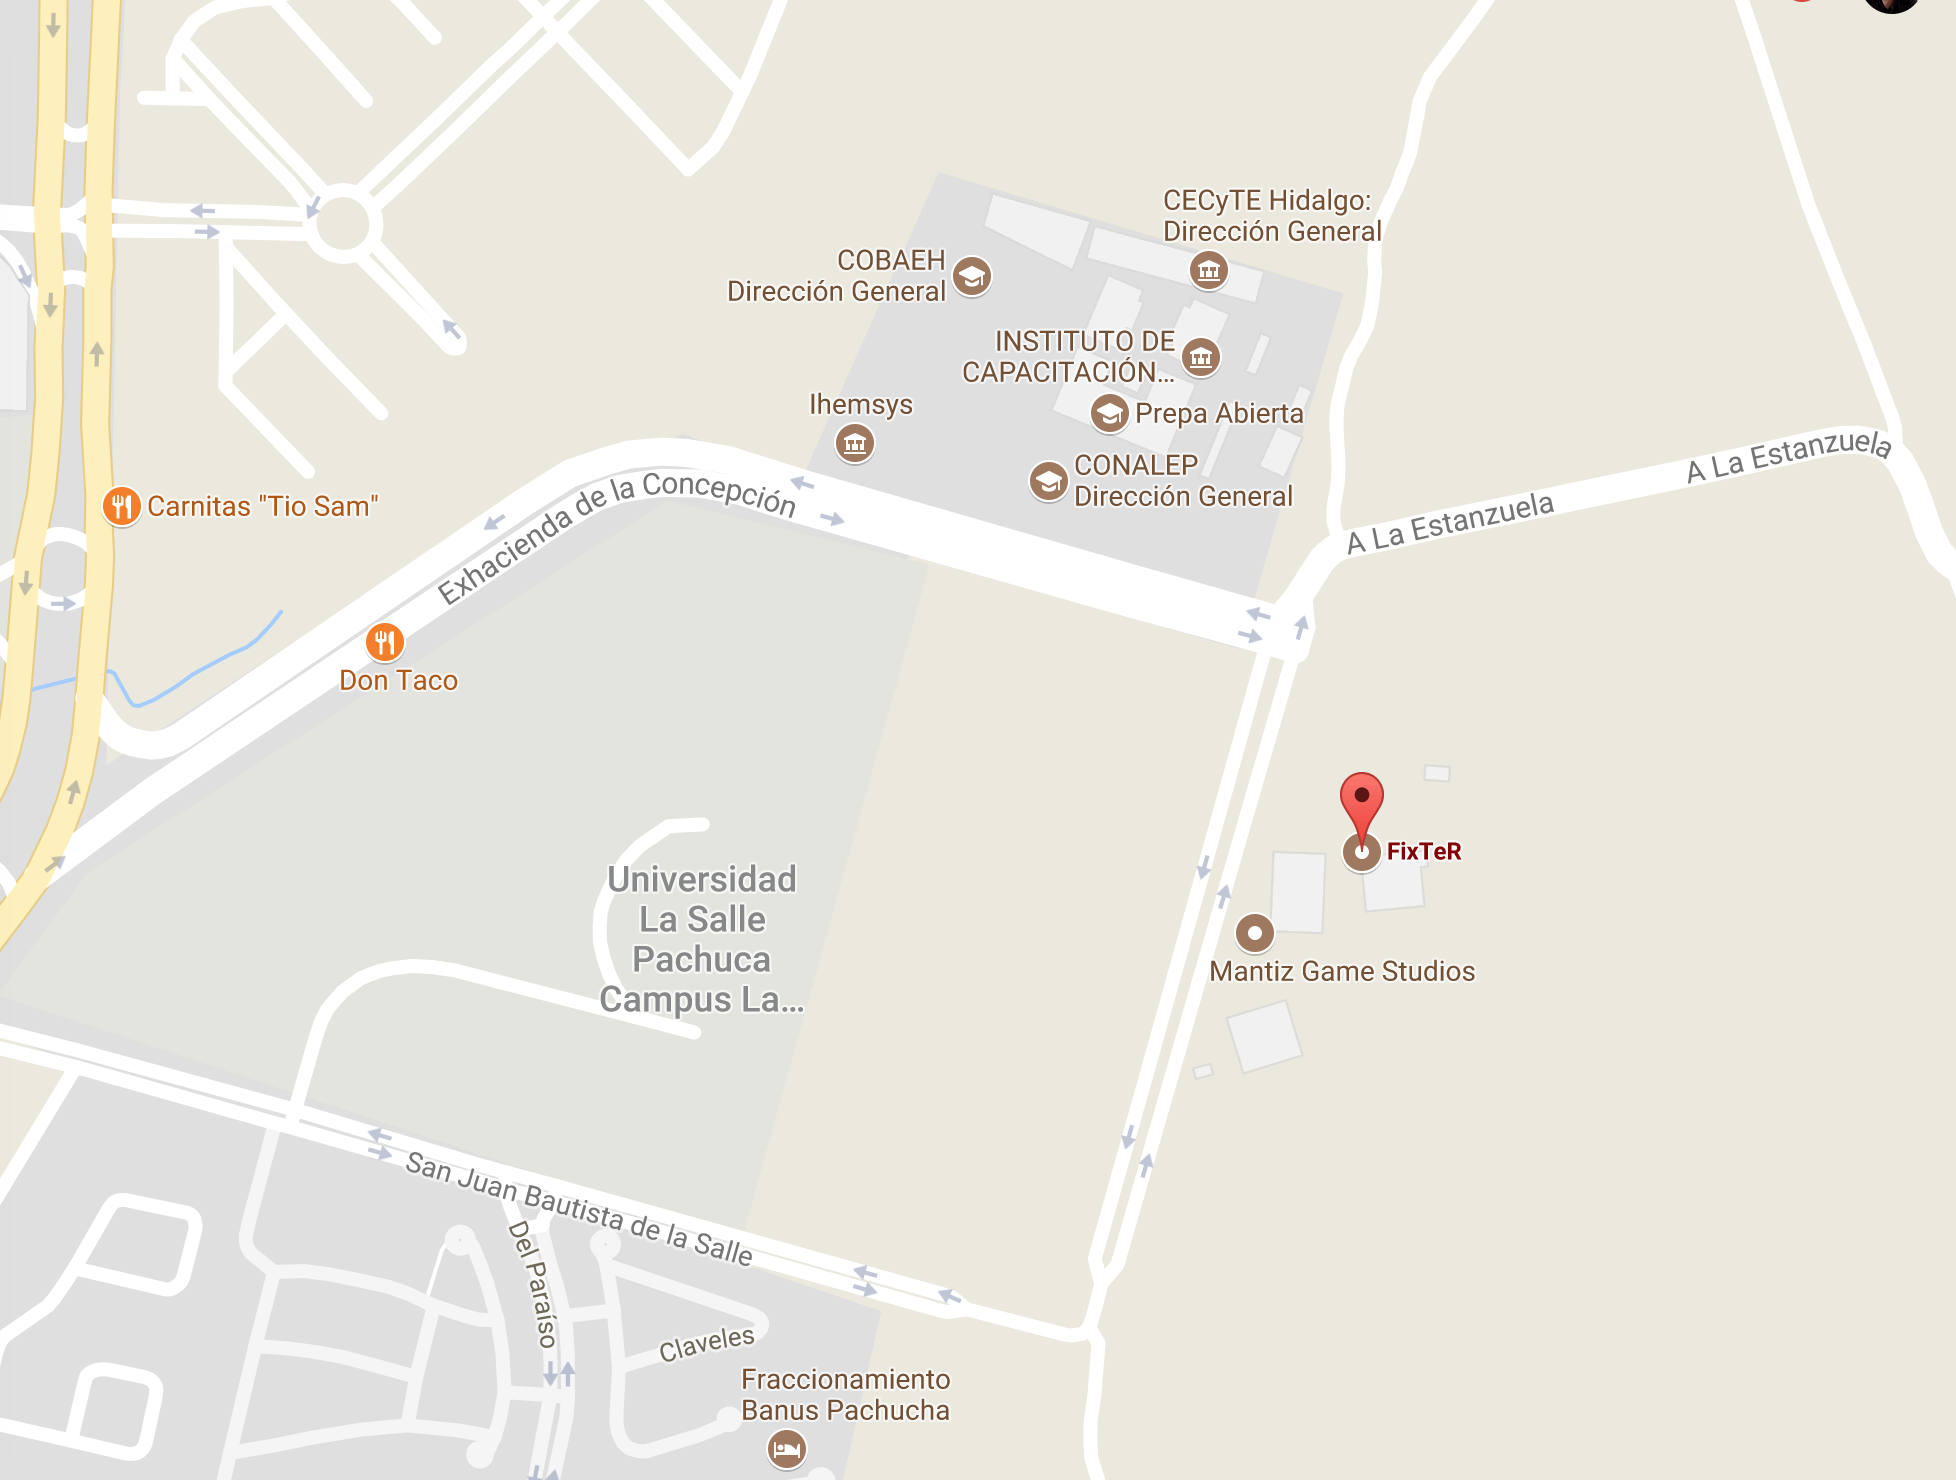 CECyTE Hidalgo:
Dirección General
COBAEH
Dirección General
INSTITUTO DE
CAPACITACIÓN...
Ihemsys
Prepa Abierta
CONALEP
Dirección General
A La Estanzuela
A La Estanzuela
Carnitas "Tio Sam"
Exhacienda de la Concepción
Don Taco
FixTeR
Universidad
La Salle
Pachuca
Campus La...
Mantiz Game Studios
San Juan Bautista de la Salle
Del Paraíso
Claveles
Fraccionamiento
Banus Pachucha